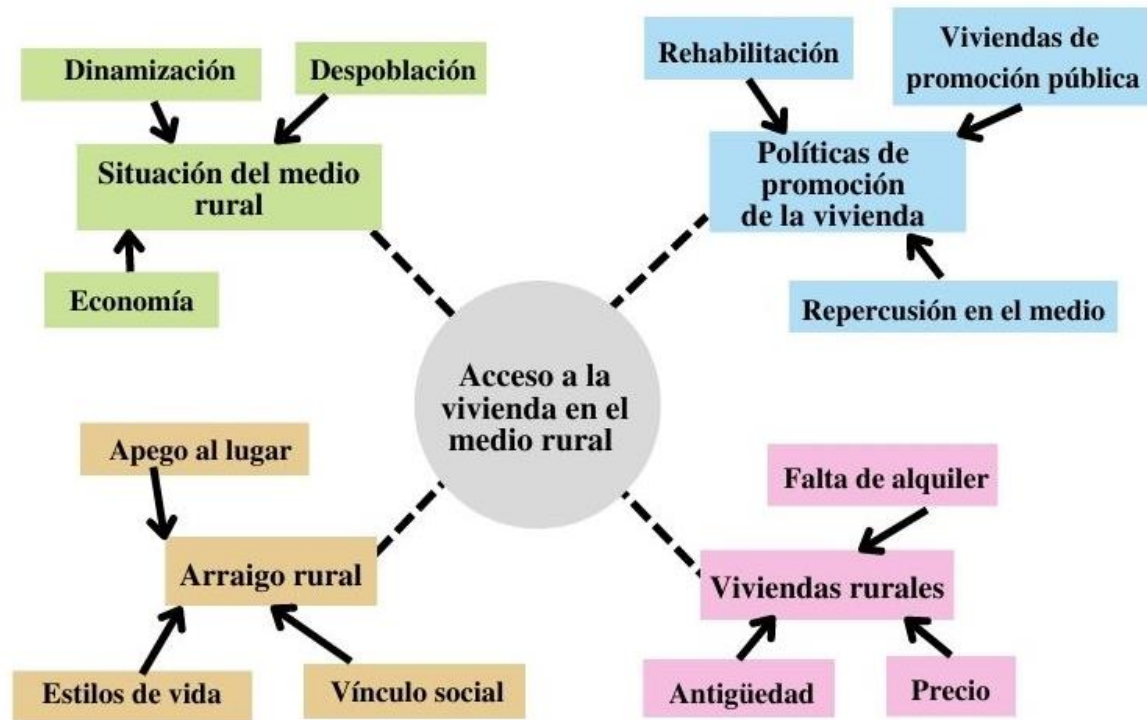 Dinamización
Despoblación
Situación del medio
rural
Economía
Rehabilitación
Viviendas de
promoción pública
Políticas de
promoción
de la vivienda
Repercusión en el medio
Acceso a la
vivienda en el
medio rural
Apego al lugar
Arraigo rural
Estilos de vida
Vínculo social
Falta de alquiler
Viviendas rurales
Antigüedad
Precio